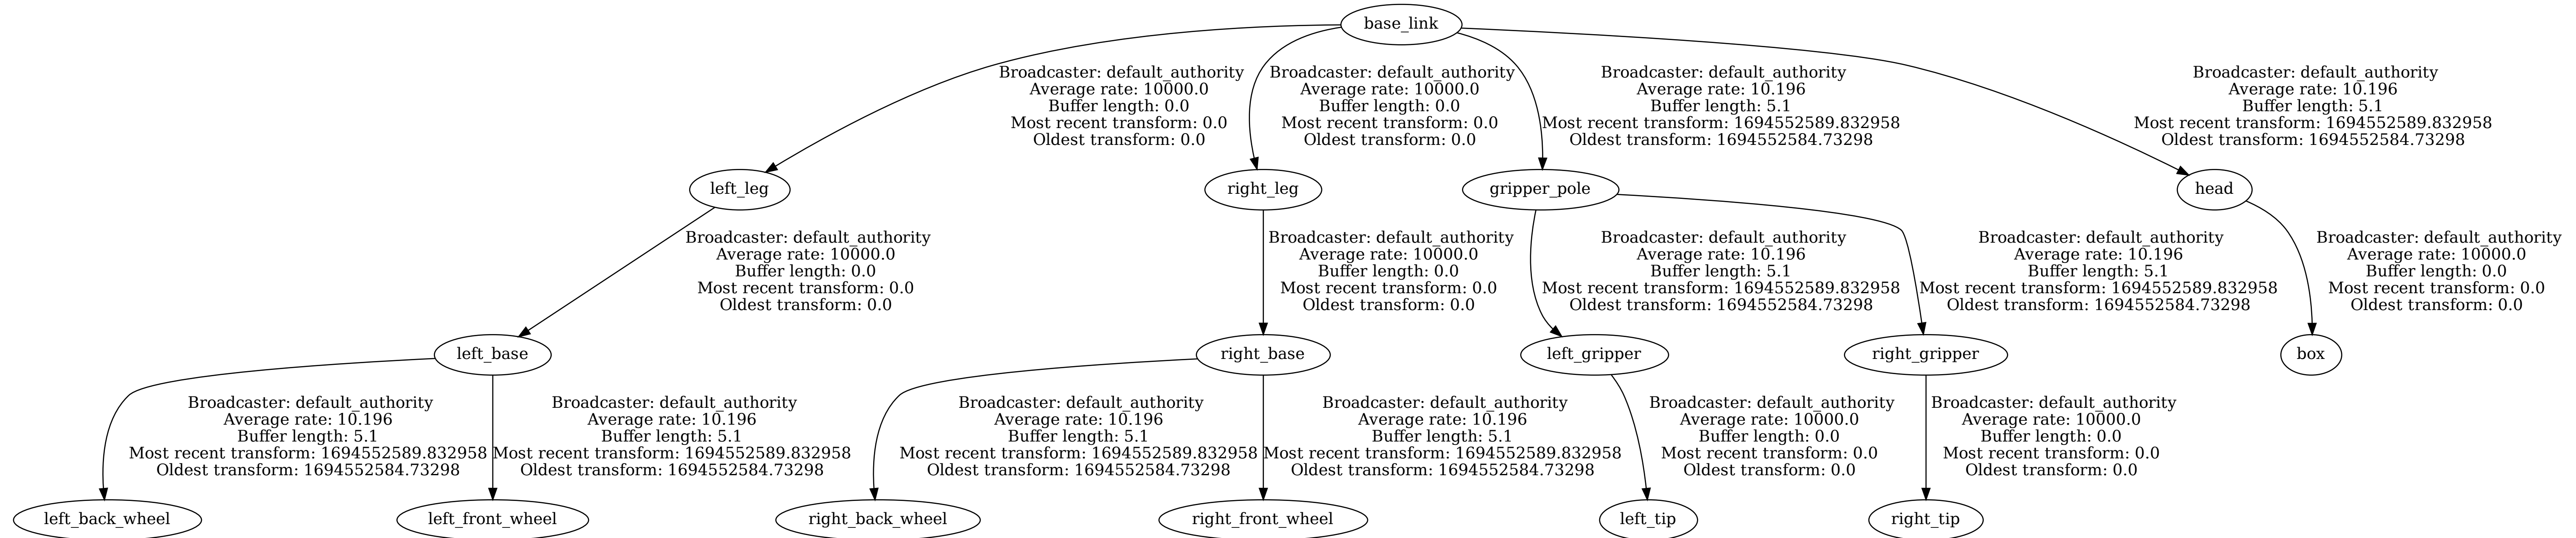 base_link
Broadcaster: default_authority
Average rate: 10000.0
Buffer length: 0.0
Most recent transform: 0.0
Oldest transform: 0.0
Broadcaster: default_authority
Average rate: 10000.0
Buffer length: 0.0
Most recent transform: 0.0
Oldest transform: 0.0
Broadcaster: default_authority
Average rate: 10.196
Buffer length: 5.1
Most recent transform: 1694552589.832958
Oldest transform: 1694552584.73298
Broadcaster: default_authority
Average rate: 10.196
Buffer length: 5.1
Most recent transform: 1694552589.832958
Oldest transform: 1694552584.73298
left_leg
right_leg
gripper_pole
head
Broadcaster: default_authority
Average rate: 10000.0
Buffer length: 0.0
Most recent transform: 0.0
Oldest transform: 0.0
Broadcaster: default_authority
Average rate: 10000.0
Buffer length: 0.0
Most recent transform: 0.0
Oldest transform: 0.0
Broadcaster: default_authority
Average rate: 10.196
Buffer length: 5.1
Most recent transform: 1694552589.832958
Oldest transform: 1694552584.73298
Broadcaster: default_authority
Average rate: 10.196
Buffer length: 5.1
Most recent transform: 1694552589.832958
Oldest transform: 1694552584.73298
Broadcaster: default_authority
Average rate: 10000.0
Buffer length: 0.0
Most recent transform: 0.0
Oldest transform: 0.0
left_base
right_base
left_gripper
right_gripper
box
Broadcaster: default_authority
Average rate: 10.196
Buffer length: 5.1
Most recent transform: 1694552589.832958
Oldest transform: 1694552584.73298
Broadcaster: default_authority
Average rate: 10.196
Buffer length: 5.1
Most recent transform: 1694552589.832958
Oldest transform: 1694552584.73298
Broadcaster: default_authority
Average rate: 10.196
Buffer length: 5.1
Most recent transform: 1694552589.832958
Oldest transform: 1694552584.73298
Broadcaster: default_authority
Average rate: 10.196
Buffer length: 5.1
Most recent transform: 1694552589.832958
Oldest transform: 1694552584.73298
Broadcaster: default_authority
Average rate: 10000.0
Buffer length: 0.0
Most recent transform: 0.0
Oldest transform: 0.0
Broadcaster: default_authority
Average rate: 10000.0
Buffer length: 0.0
Most recent transform: 0.0
Oldest transform: 0.0
left_back_wheel
left_front_wheel
right_back_wheel
right_front_wheel
left_tip
right_tip